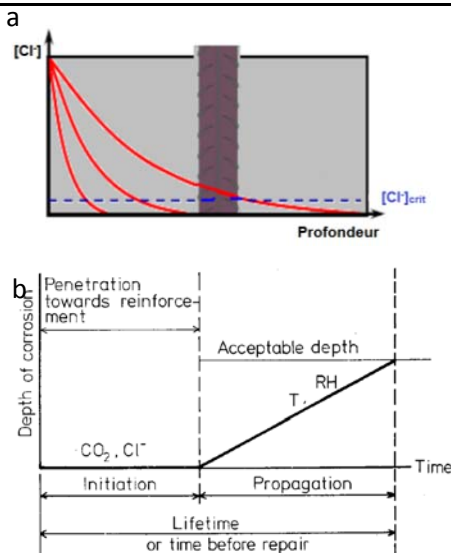 a
[Cl⁻]
[Cl⁻]crit
Profondeur
b
Penetration
towards reinforce-
ment
Depth of corrosion
Acceptable depth
RH
T,
CO₂, Cl⁻
Time
Initiation
Propagation
Lifetime
or time before repair